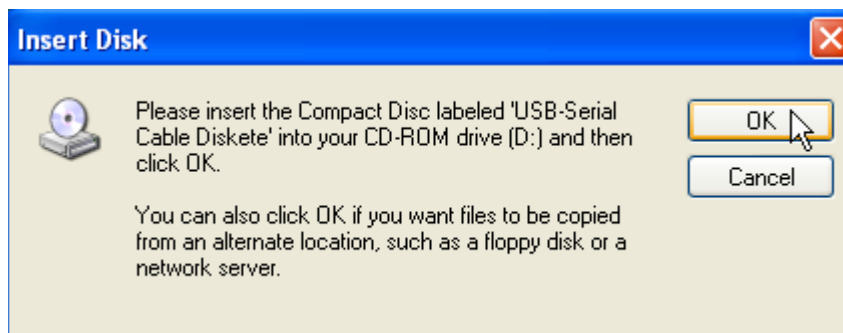 Insert Disk
Please insert the Compact Disc labeled 'USB-Serial
Cable Diskete' into your CD-ROM drive (D:) and then
click OK.
You can also click OK if you want files to be copied
from an alternate location, such as a floppy disk or a
network server.
OK
Cancel